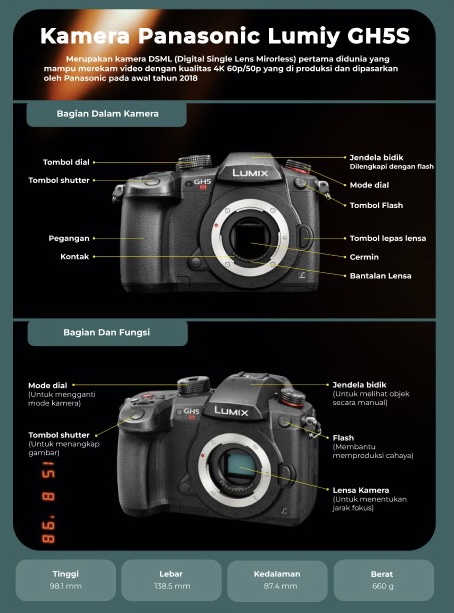 Kamera Panasonic Lumiy GH5S
Merupakan kamera DSML (Digital Single Lens Mirorless) pertama didunia yang
mampu merekam video dengan kualitas 4K 60p/50p yang di produksi dan dipasarkan
oleh Panasonic pada awal tahun 2018
Bagian Dalam Kamera
Tombol dial
Tombol shutter
Pegangan
Kontak
Jendela bidik
Dilengkapi dengan flash
Mode dial
Tombol Flash
Tombol lepas lensa
Cermin
Bantalan Lensa
LUMIX
GH5
S
L
Bagian Dan Fungsi
Mode dial
(Untuk mengganti
mode kamera)
Tombol shutter
(Untuk menangkap
gambar)
Jendela bidik
(Untuk melihat objek
secara manual)
Flash
(Membantu
memproduksi cahaya)
Lensa Kamera
(Untuk menentukan
jarak fokus)
LUMIX
GH5
S
L
'98 8 15
Tinggi
98.1 mm
Lebar
138.5 mm
Kedalaman
87.4 mm
Berat
660 g